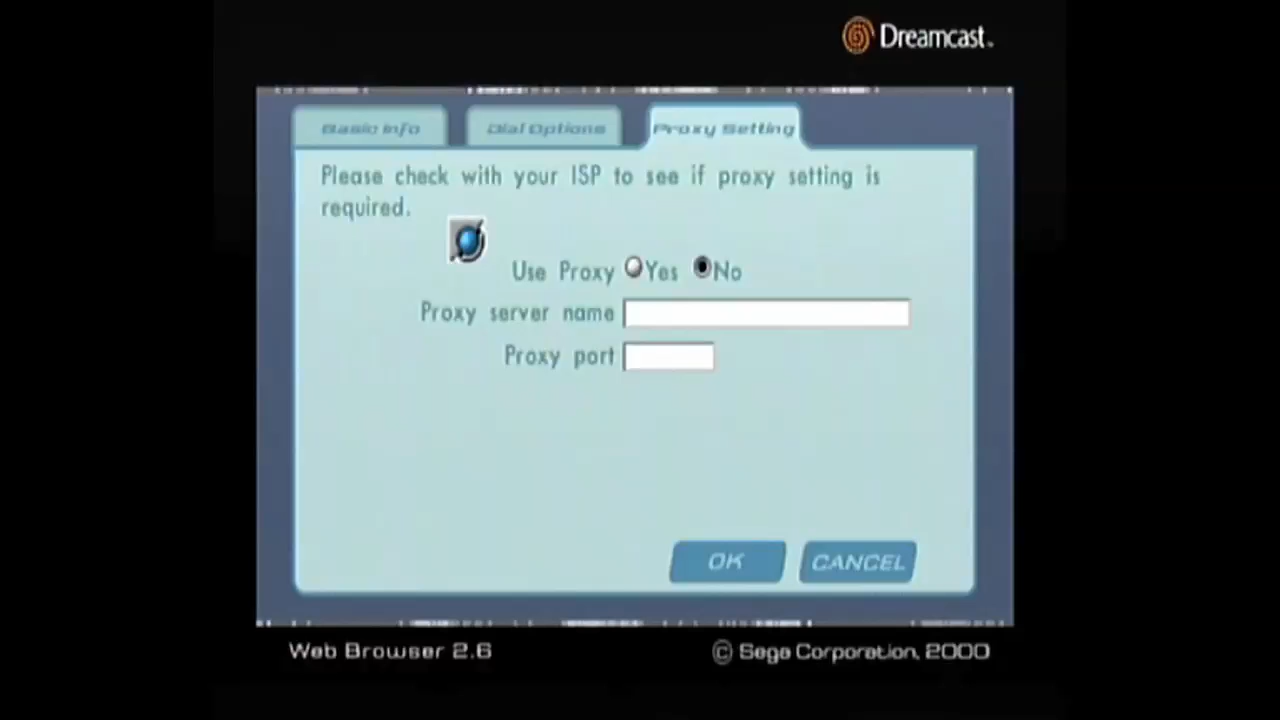 Dreamcast™
Basic Info Dial Options Proxy Setting
Please check with your ISP to see if proxy setting is
required.
Use Proxy Yes No
Proxy server name
Proxy port
OK CANCEL
Web Browser 2.6 © Sega Corporation, 2000